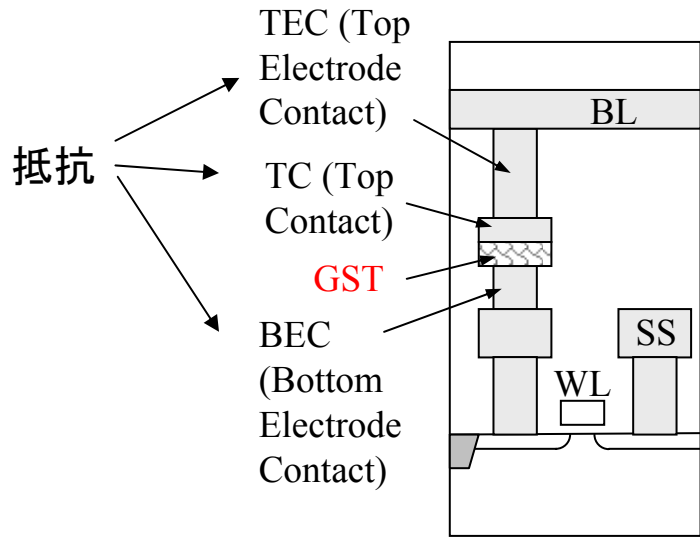 抵抗
TEC (Top
Electrode
Contact)
TC (Top
Contact)
GST
BEC
(Bottom
Electrode
Contact)
BL
SS
WL